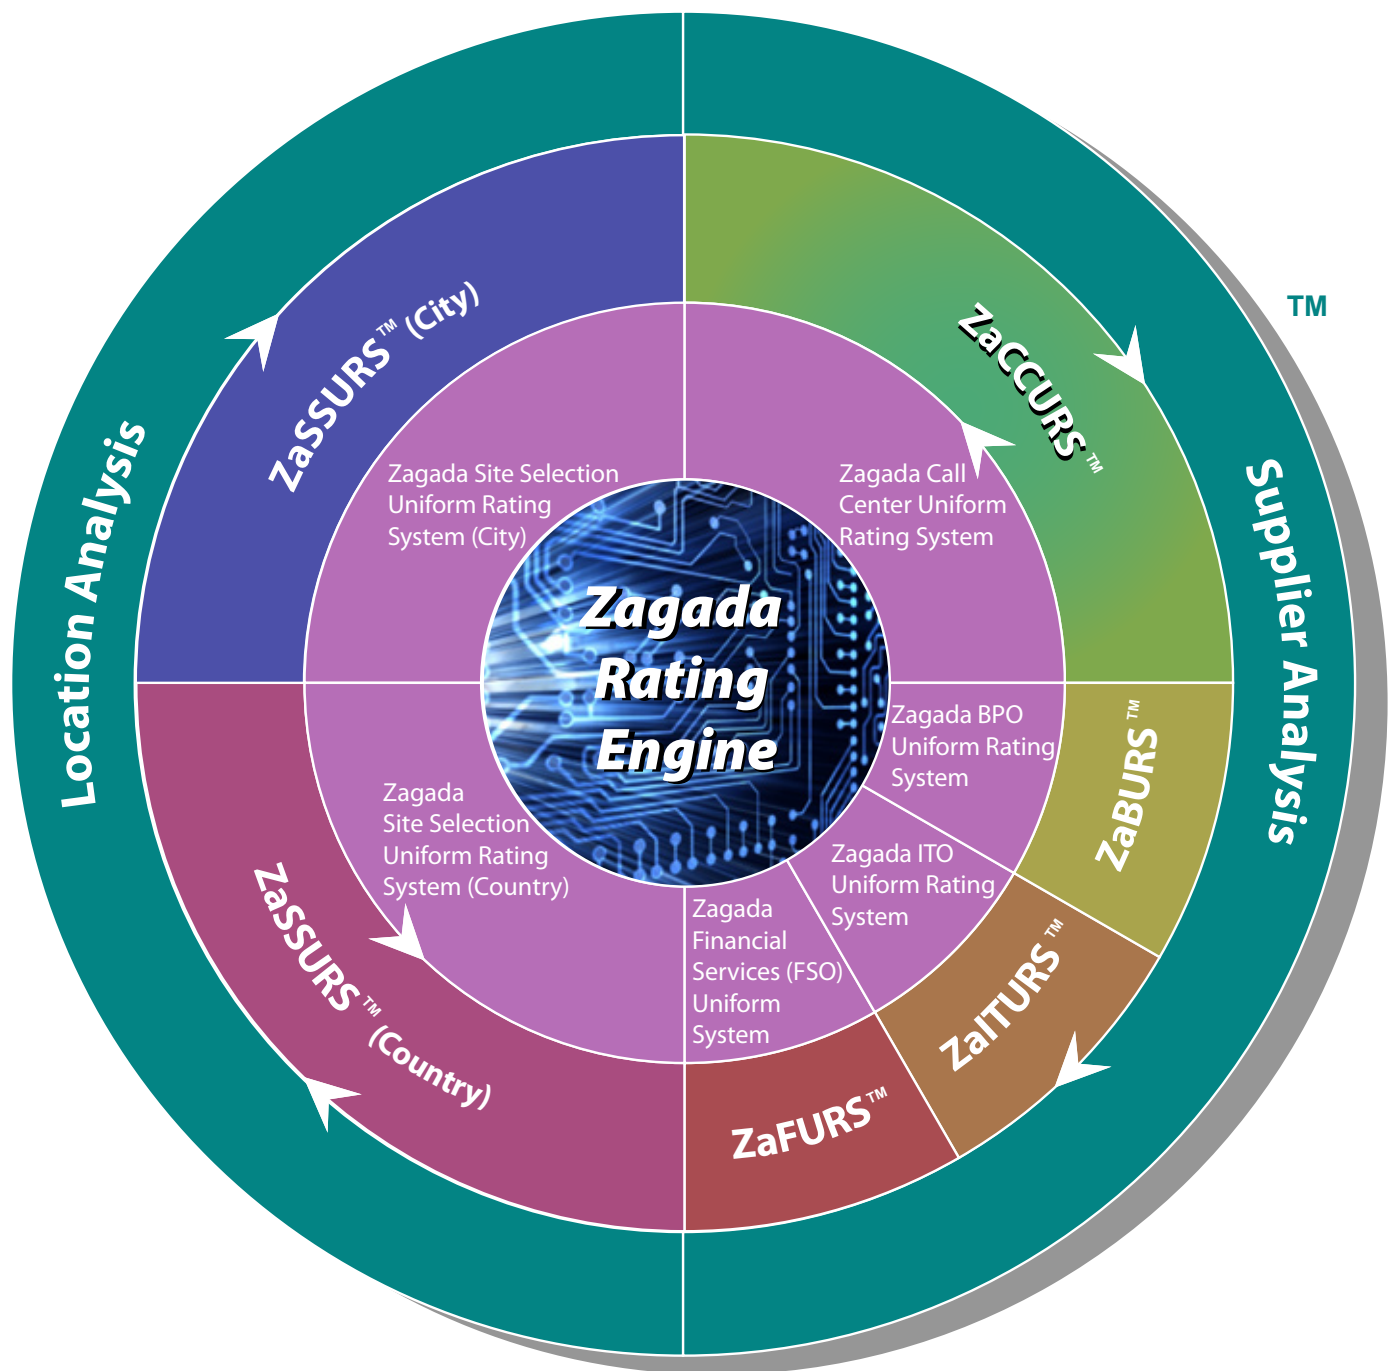 TM
Location Analysis
Supplier Analysis
ZaSSURS™ (City)
ZaCCURS™
ZaBURS™
ZaITURS™
ZaFURS™
ZaSSURS™ (Country)
Zagada Site Selection
Uniform Rating
System (City)
Zagada Call
Center Uniform
Rating System
Zagada
Rating
Engine
Zagada BPO
Uniform Rating
System
Zagada ITO
Uniform Rating
System
Zagada
Financial
Services (FSO)
Uniform
System
Zagada
Site Selection
Uniform Rating
System (Country)